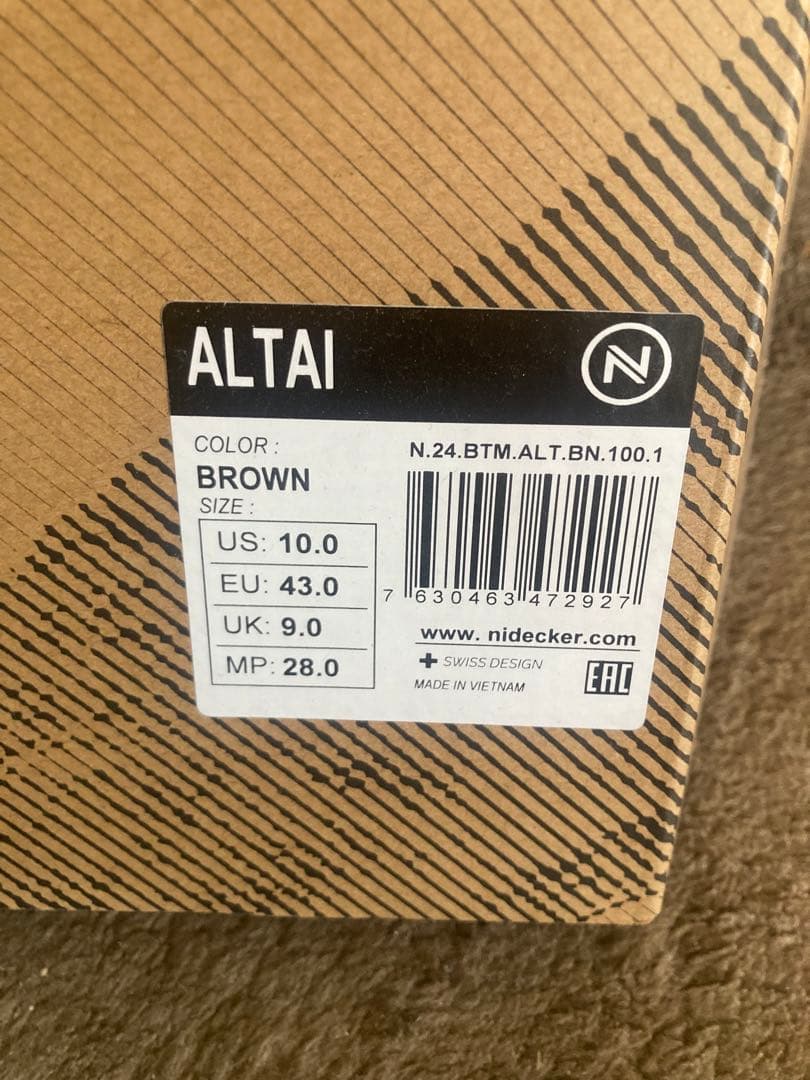 ALTAI
N
COLOR :
BROWN
SIZE :
US: 10.0
EU: 43.0
UK: 9.0
MP: 28.0
N.24.BTM.ALT.BN.100.1
7 630463 472927
www. nidecker.com
SWISS DESIGN
MADE IN VIETNAM
EAC